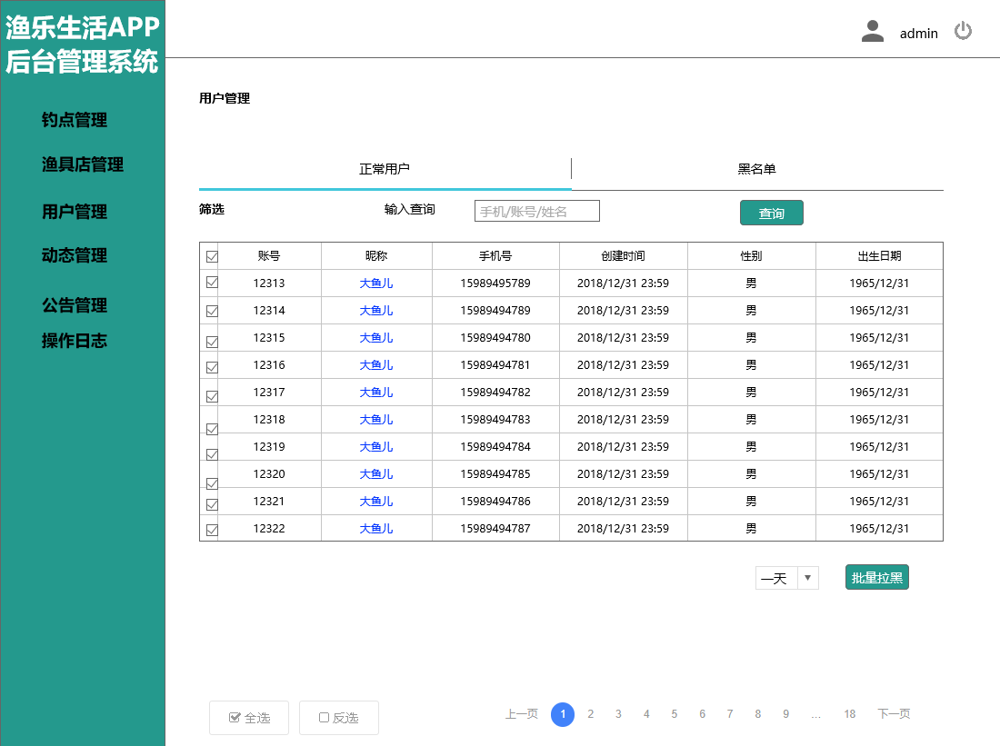 渔乐生活APP
后台管理系统
admin
钓点管理
渔具店管理
用户管理
动态管理
公告管理
操作日志
用户管理
正常用户 黑名单
筛选 输入查询 手机/账号/姓名 查询
账号 昵称 手机号 创建时间 性别 出生日期
12313 大鱼儿 15989495789 2018/12/31 23:59 男 1965/12/31
12314 大鱼儿 15989494789 2018/12/31 23:59 男 1965/12/31
12315 大鱼儿 15989494780 2018/12/31 23:59 男 1965/12/31
12316 大鱼儿 15989494781 2018/12/31 23:59 男 1965/12/31
12317 大鱼儿 15989494782 2018/12/31 23:59 男 1965/12/31
12318 大鱼儿 15989494783 2018/12/31 23:59 男 1965/12/31
12319 大鱼儿 15989494784 2018/12/31 23:59 男 1965/12/31
12320 大鱼儿 15989494785 2018/12/31 23:59 男 1965/12/31
12321 大鱼儿 15989494786 2018/12/31 23:59 男 1965/12/31
12322 大鱼儿 15989494787 2018/12/31 23:59 男 1965/12/31
一天 批量拉黑
全选 反选 上一页 1 2 3 4 5 6 7 8 9 ... 18 下一页